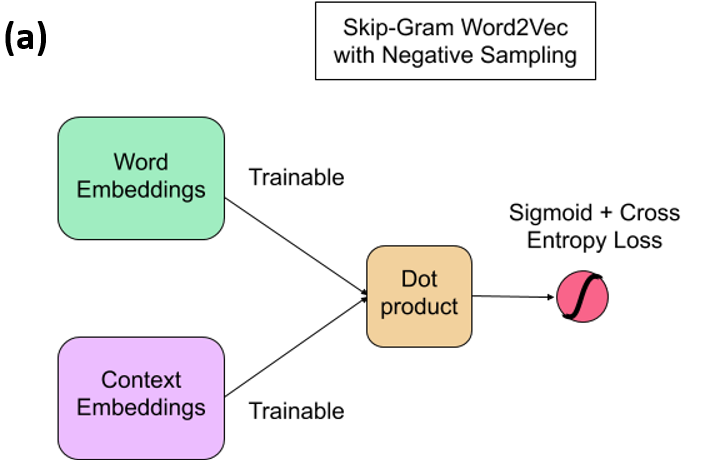 (a)
Skip-Gram Word2Vec
with Negative Sampling
Word
Embeddings
Trainable
Sigmoid + Cross
Entropy Loss
Dot
product
Context
Embeddings
Trainable